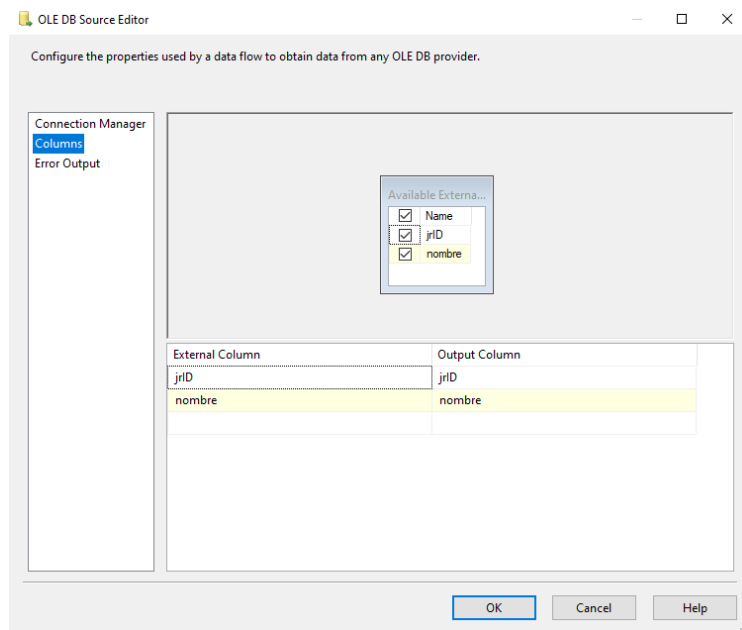 OLE DB Source Editor
Configure the properties used by a data flow to obtain data from any OLE DB provider.
Connection Manager
Columns
Error Output
Available Externa...
Name
jrID
nombre
External Column Output Column
jrID jrID
nombre nombre
OK Cancel Help